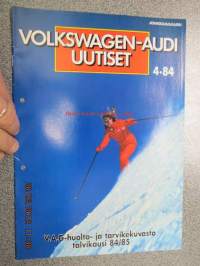 VOLKSWAGEN-AUDI
UUTISET
4·84
V.A.G-huolto- ja tarvikekuvasto
talvikausi 84/85